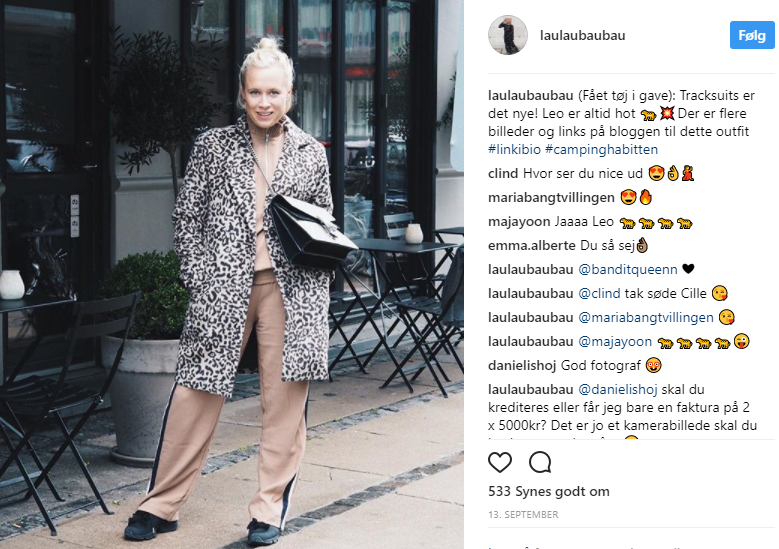 laulaubaubau
Følg
laulaubaubau (Fået tøj i gave): Tracksuits er
det nye! Leo er altid hot 🐆💥 Der er flere
billeder og links på bloggen til dette outfit
#linkibio #campinghabitten
clind Hvor ser du nice ud 😍👌💃
mariabangtvillingen 😍🔥
majayoon Jaaaa Leo 🐆🐆🐆🐆
emma.alberte Du så sej👌🏾
laulaubaubau @banditqueenn 🖤
laulaubaubau @clind tak søde Cille 😘
laulaubaubau @mariabangtvillingen 😘
laulaubaubau @majayoon 🐆🐆🐆🐆😜
danielishoj God fotograf 🐵
laulaubaubau @danielishoj skal du
krediteres eller får jeg bare en faktura på 2
x 5000kr? Det er jo et kamerabillede skal du
533 Synes godt om
13. SEPTEMBER